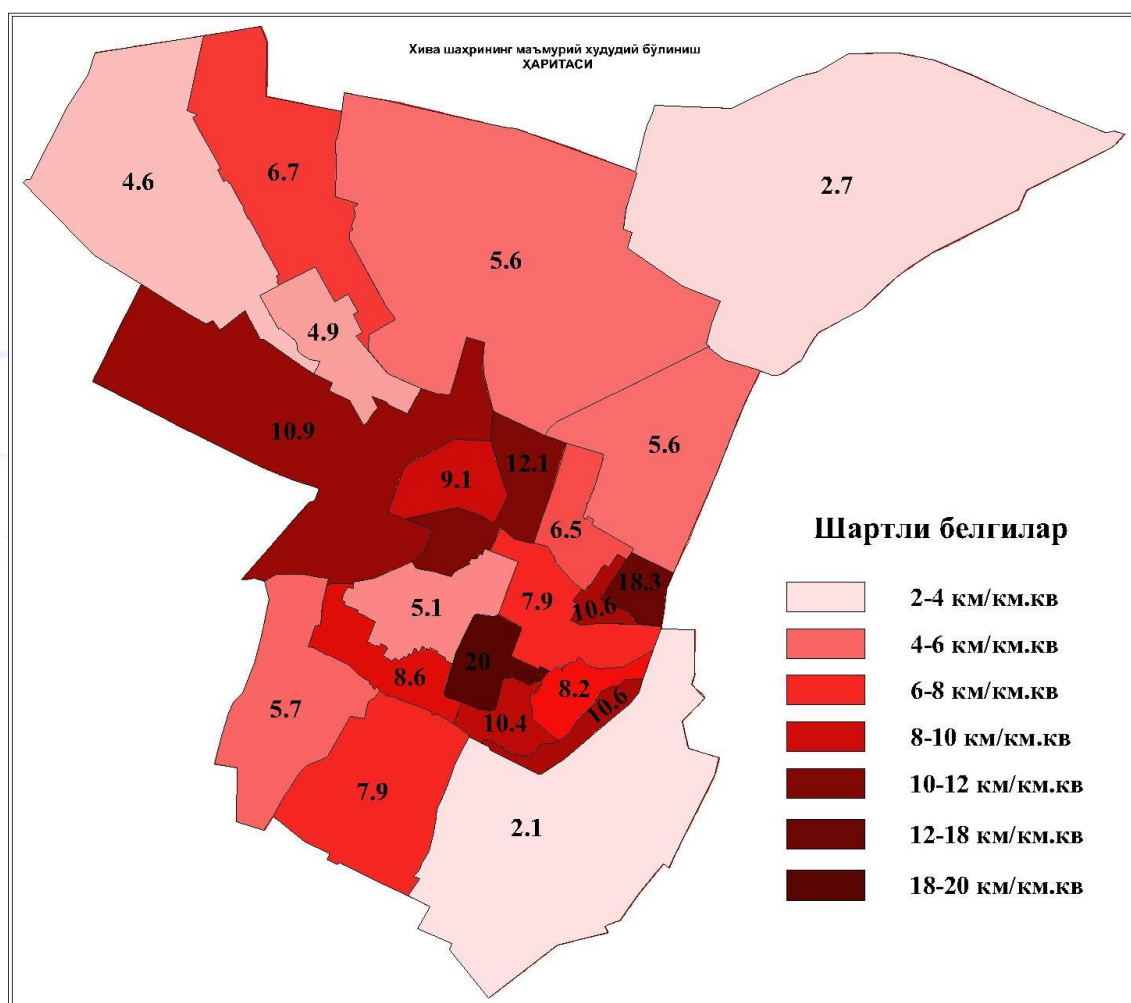 Хива шаҳрининг маъмурий худудий бўлиниш
ҲАРИТАСИ
4.6
6.7
2.7
5.6
4.9
10.9
5.6
12.1
9.1
6.5
18.3
5.1
7.9
10.6
20
8.6
8.2
5.7
10.4
10.6
7.9
2.1
Шартли белгилар
2-4 км/км.кв
4-6 км/км.кв
6-8 км/км.кв
8-10 км/км.кв
10-12 км/км.кв
12-18 км/км.кв
18-20 км/км.кв